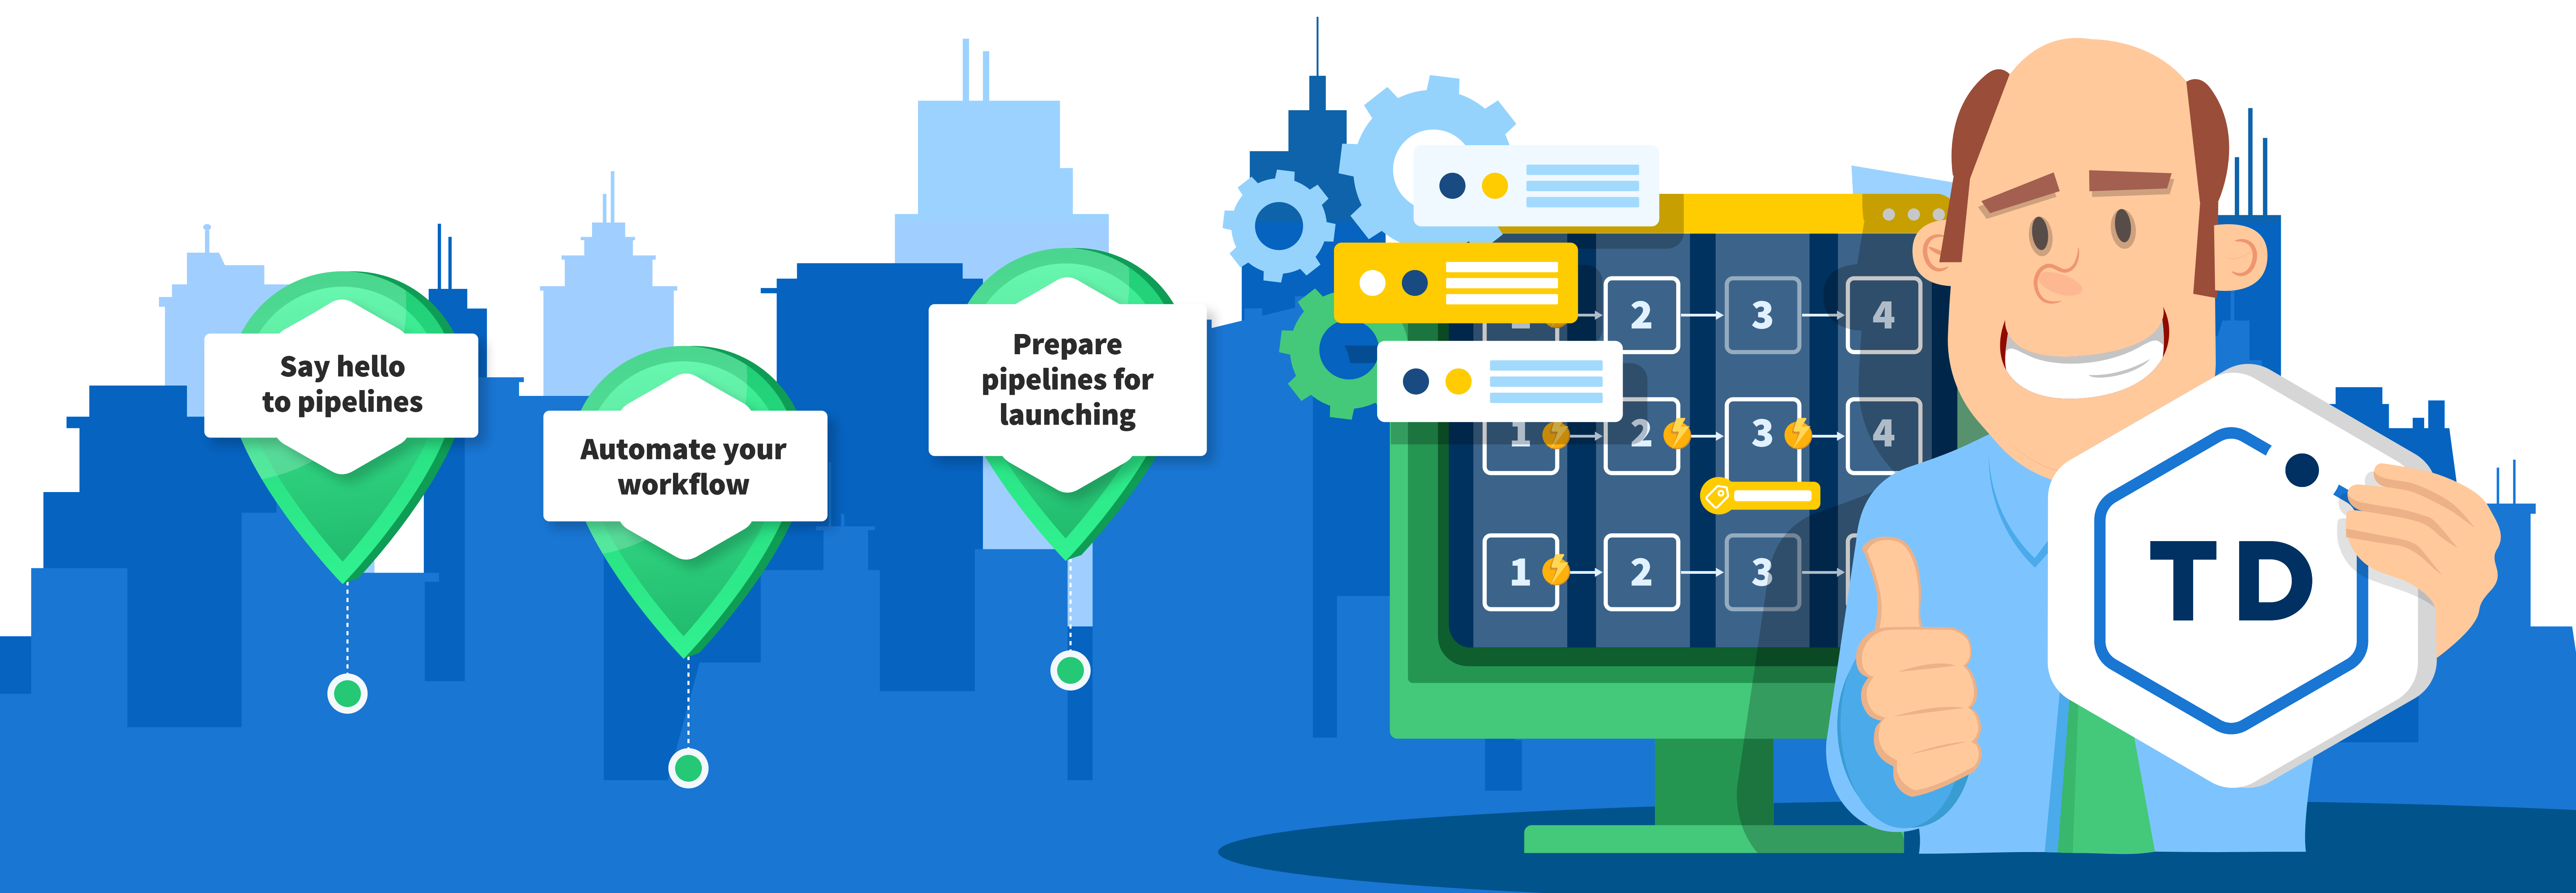 Say hello
to pipelines
Automate your
workflow
Prepare
pipelines for
launching
1 2 3 4
1 2 3 4
1 2 3
TD